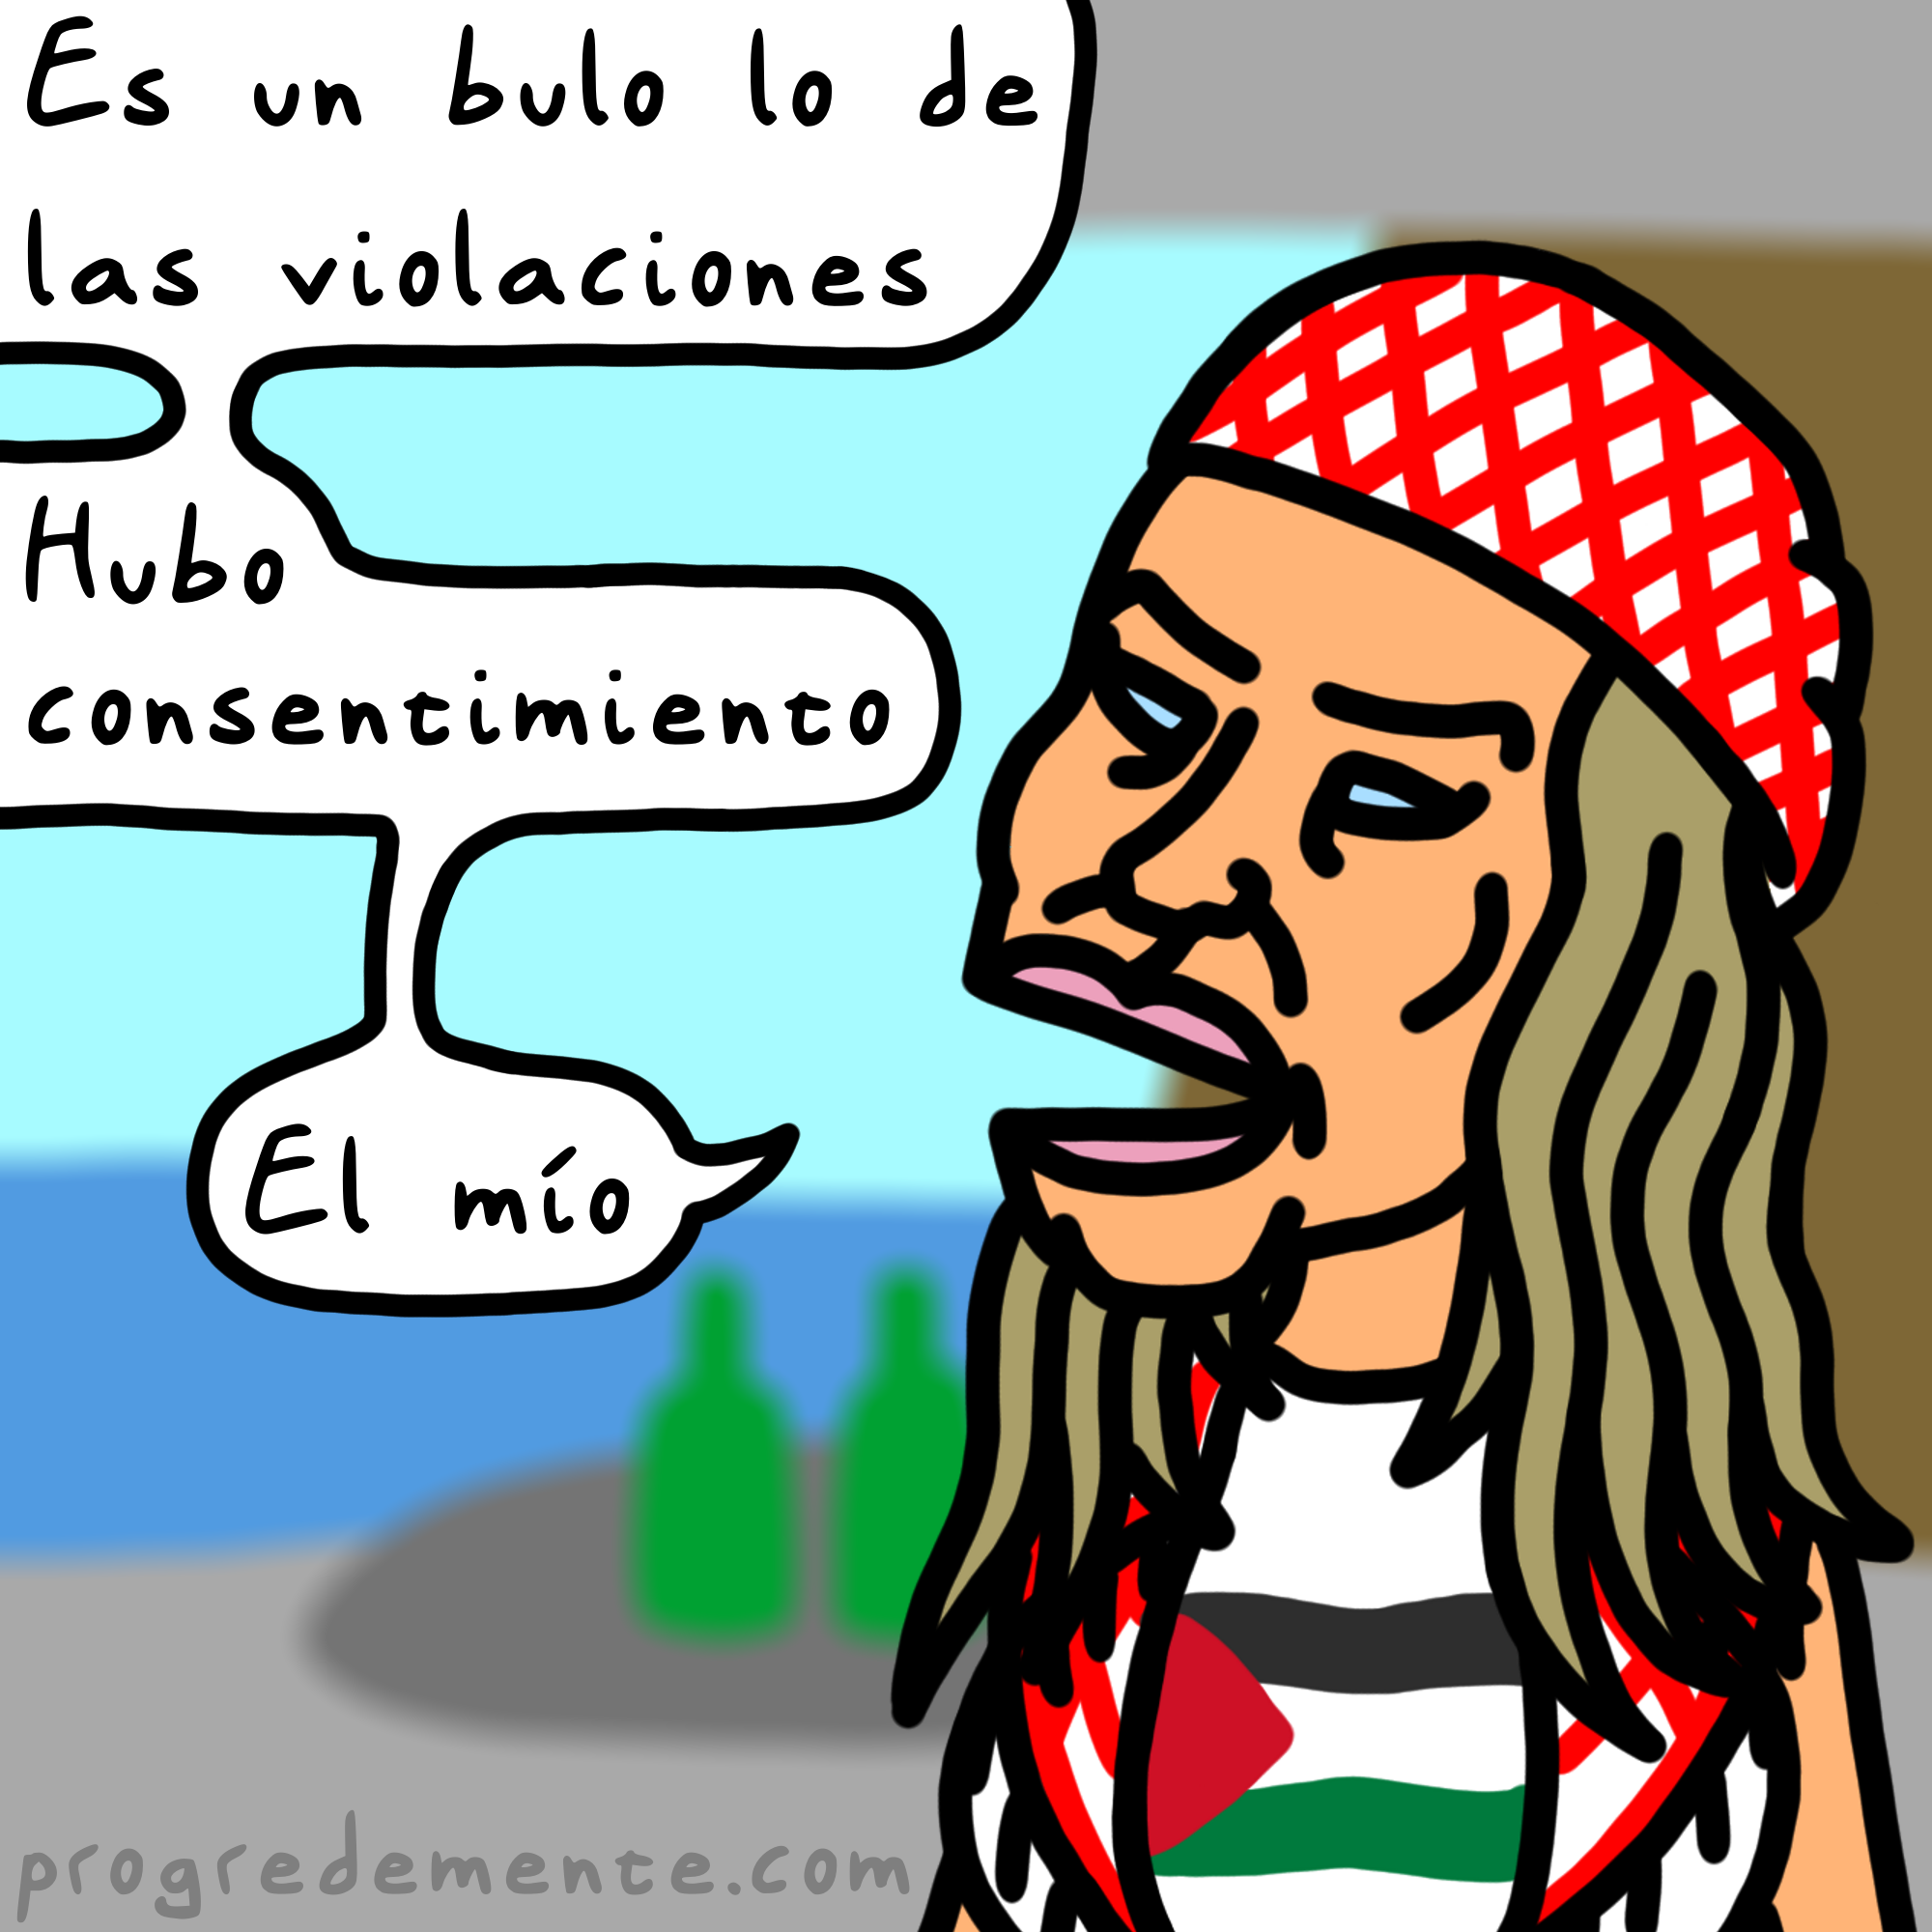 Es un bulo lo de
las violaciones
Hubo
consentimiento
El mío
progredemente.com